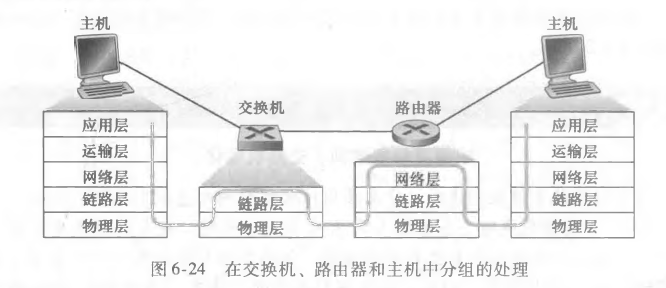 主机
主机
交换机
路由器
应用层
运输层
网络层
链路层
物理层
链路层
物理层
网络层
链路层
物理层
应用层
运输层
网络层
链路层
物理层
图 6-24 在交换机、路由器和主机中分组的处理